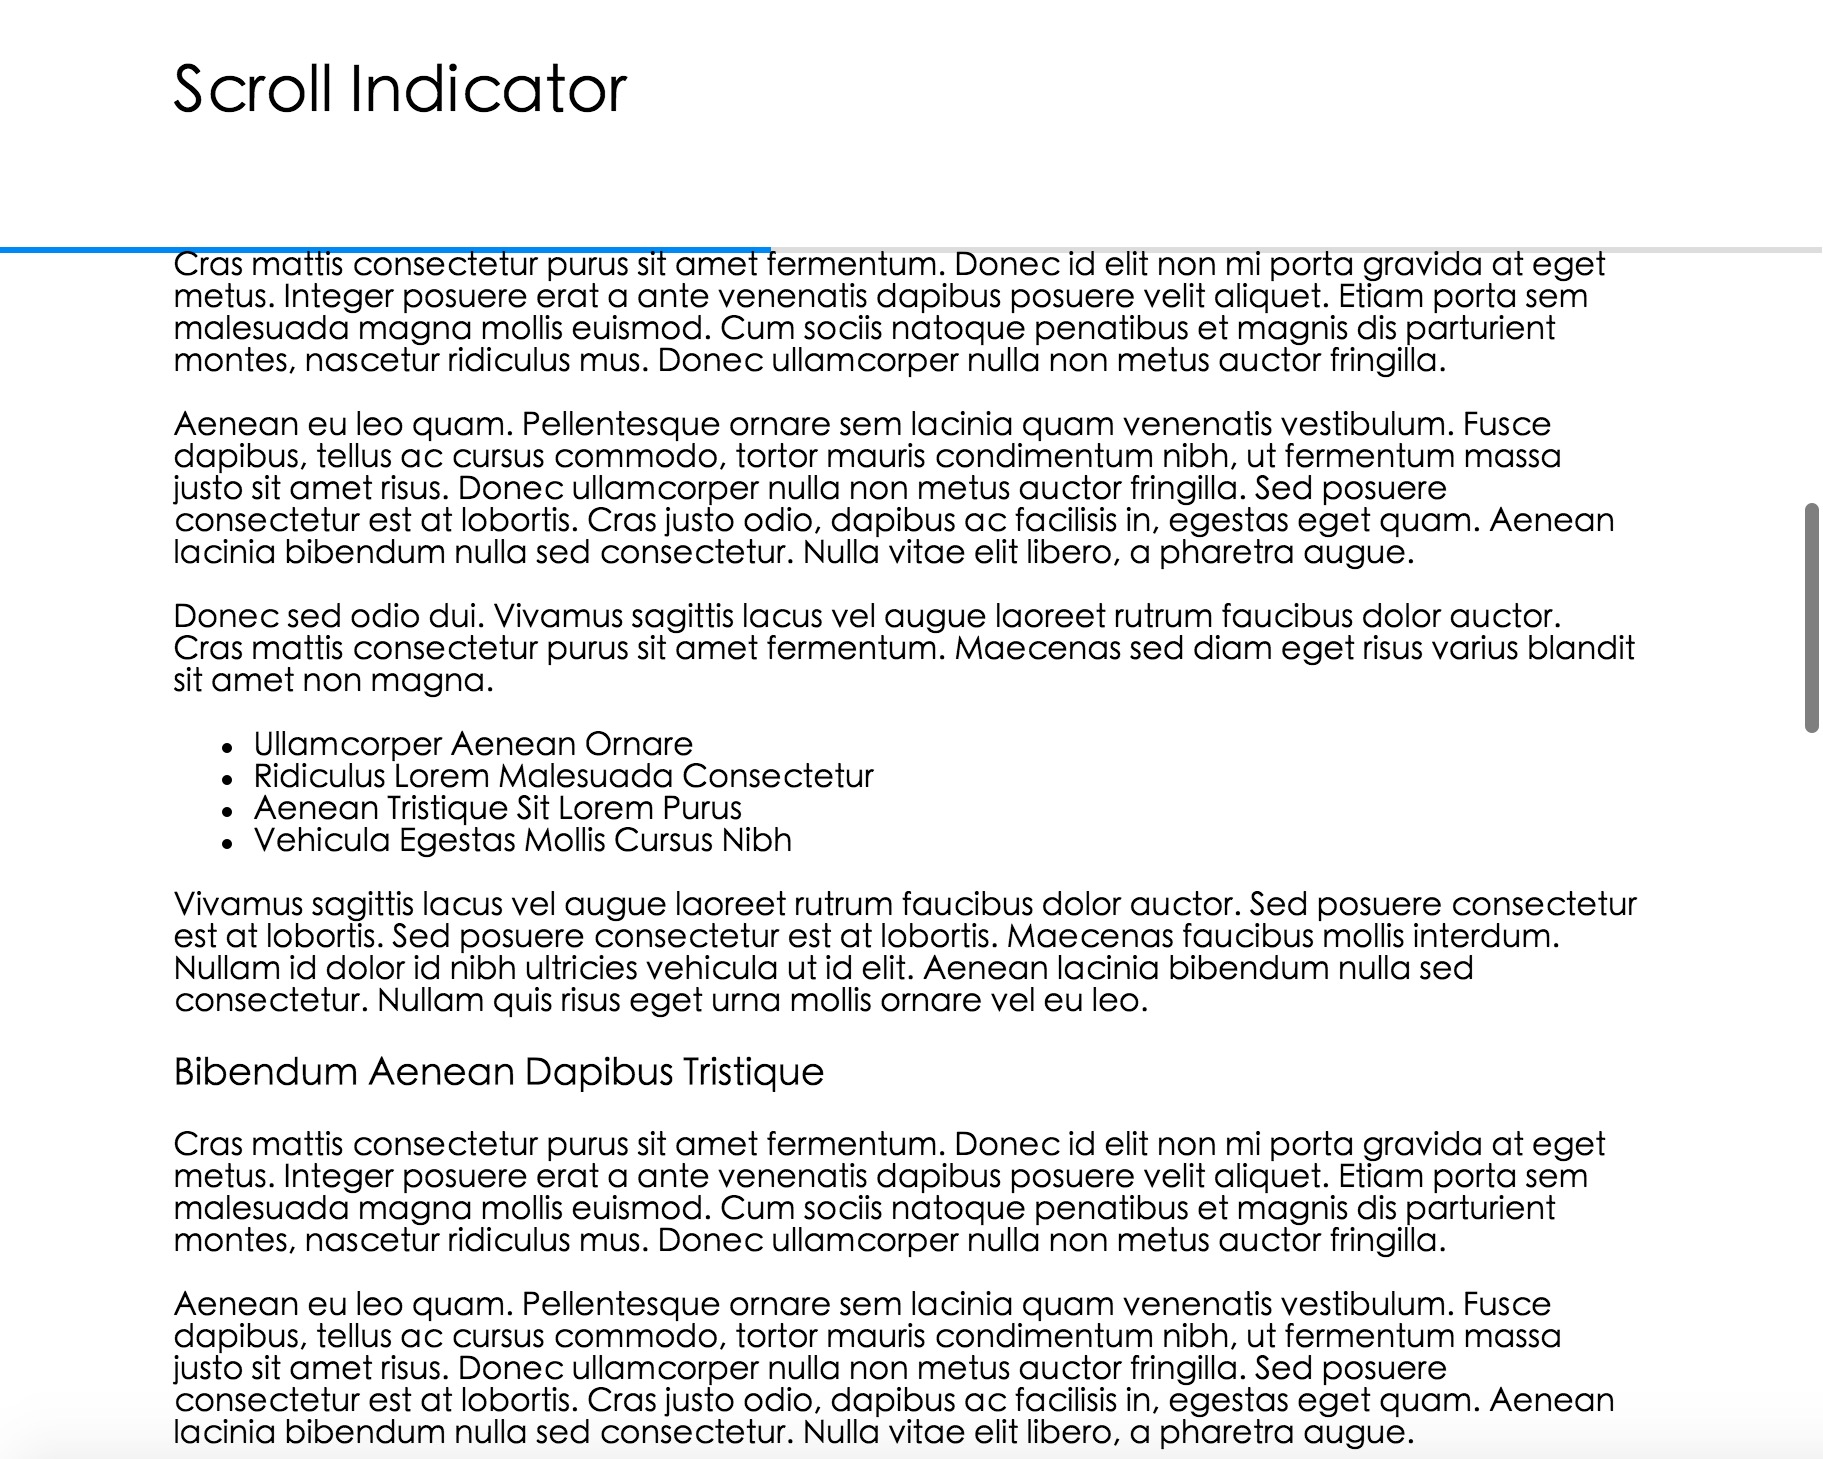 Scroll Indicator
Cras mattis consectetur purus sit amet fermentum. Donec id elit non mi porta gravida at eget
metus. Integer posuere erat a ante venenatis dapibus posuere velit aliquet. Etiam porta sem
malesuada magna mollis euismod. Cum sociis natoque penatibus et magnis dis parturient
montes, nascetur ridiculus mus. Donec ullamcorper nulla non metus auctor fringilla.
Aenean eu leo quam. Pellentesque ornare sem lacinia quam venenatis vestibulum. Fusce
dapibus, tellus ac cursus commodo, tortor mauris condimentum nibh, ut fermentum massa
justo sit amet risus. Donec ullamcorper nulla non metus auctor fringilla. Sed posuere
consectetur est at lobortis. Cras justo odio, dapibus ac facilisis in, egestas eget quam. Aenean
lacinia bibendum nulla sed consectetur. Nulla vitae elit libero, a pharetra augue.
Donec sed odio dui. Vivamus sagittis lacus vel augue laoreet rutrum faucibus dolor auctor.
Cras mattis consectetur purus sit amet fermentum. Maecenas sed diam eget risus varius blandit
sit amet non magna.
• Ullamcorper Aenean Ornare
• Ridiculus Lorem Malesuada Consectetur
• Aenean Tristique Sit Lorem Purus
• Vehicula Egestas Mollis Cursus Nibh
Vivamus sagittis lacus vel augue laoreet rutrum faucibus dolor auctor. Sed posuere consectetur
est at lobortis. Sed posuere consectetur est at lobortis. Maecenas faucibus mollis interdum.
Nullam id dolor id nibh ultricies vehicula ut id elit. Aenean lacinia bibendum nulla sed
consectetur. Nullam quis risus eget urna mollis ornare vel eu leo.
Bibendum Aenean Dapibus Tristique
Cras mattis consectetur purus sit amet fermentum. Donec id elit non mi porta gravida at eget
metus. Integer posuere erat a ante venenatis dapibus posuere velit aliquet. Etiam porta sem
malesuada magna mollis euismod. Cum sociis natoque penatibus et magnis dis parturient
montes, nascetur ridiculus mus. Donec ullamcorper nulla non metus auctor fringilla.
Aenean eu leo quam. Pellentesque ornare sem lacinia quam venenatis vestibulum. Fusce
dapibus, tellus ac cursus commodo, tortor mauris condimentum nibh, ut fermentum massa
justo sit amet risus. Donec ullamcorper nulla non metus auctor fringilla. Sed posuere
consectetur est at lobortis. Cras justo odio, dapibus ac facilisis in, egestas eget quam. Aenean
lacinia bibendum nulla sed consectetur. Nulla vitae elit libero, a pharetra augue.